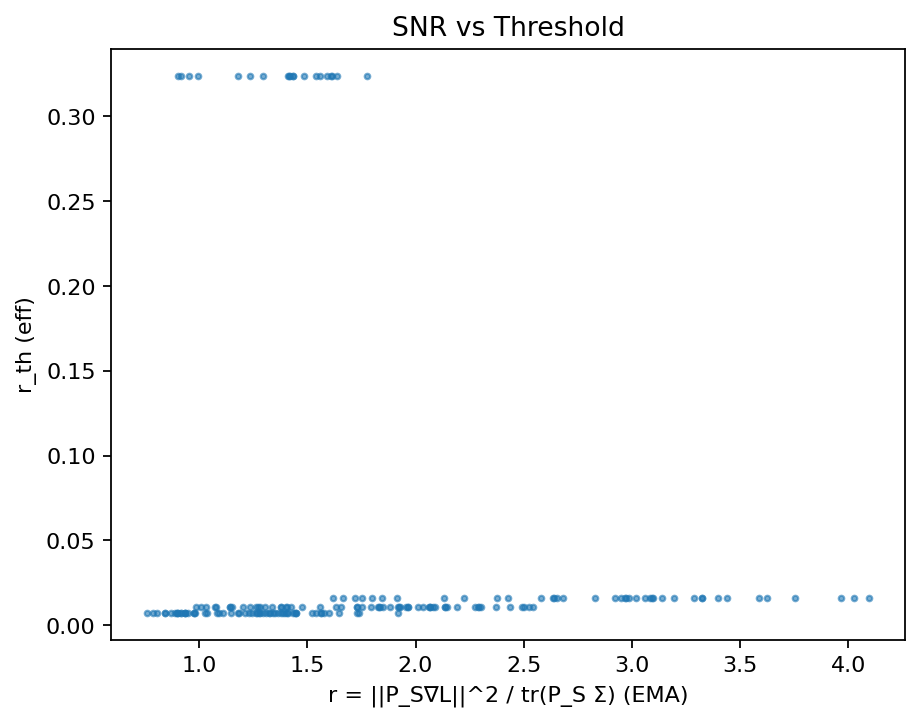 SNR vs Threshold
0.30
0.25
0.20
0.15
0.10
0.05
0.00
r_th (eff)
1.0 1.5 2.0 2.5 3.0 3.5 4.0
r = ||P_S∇L||^2 / tr(P_S Σ) (EMA)